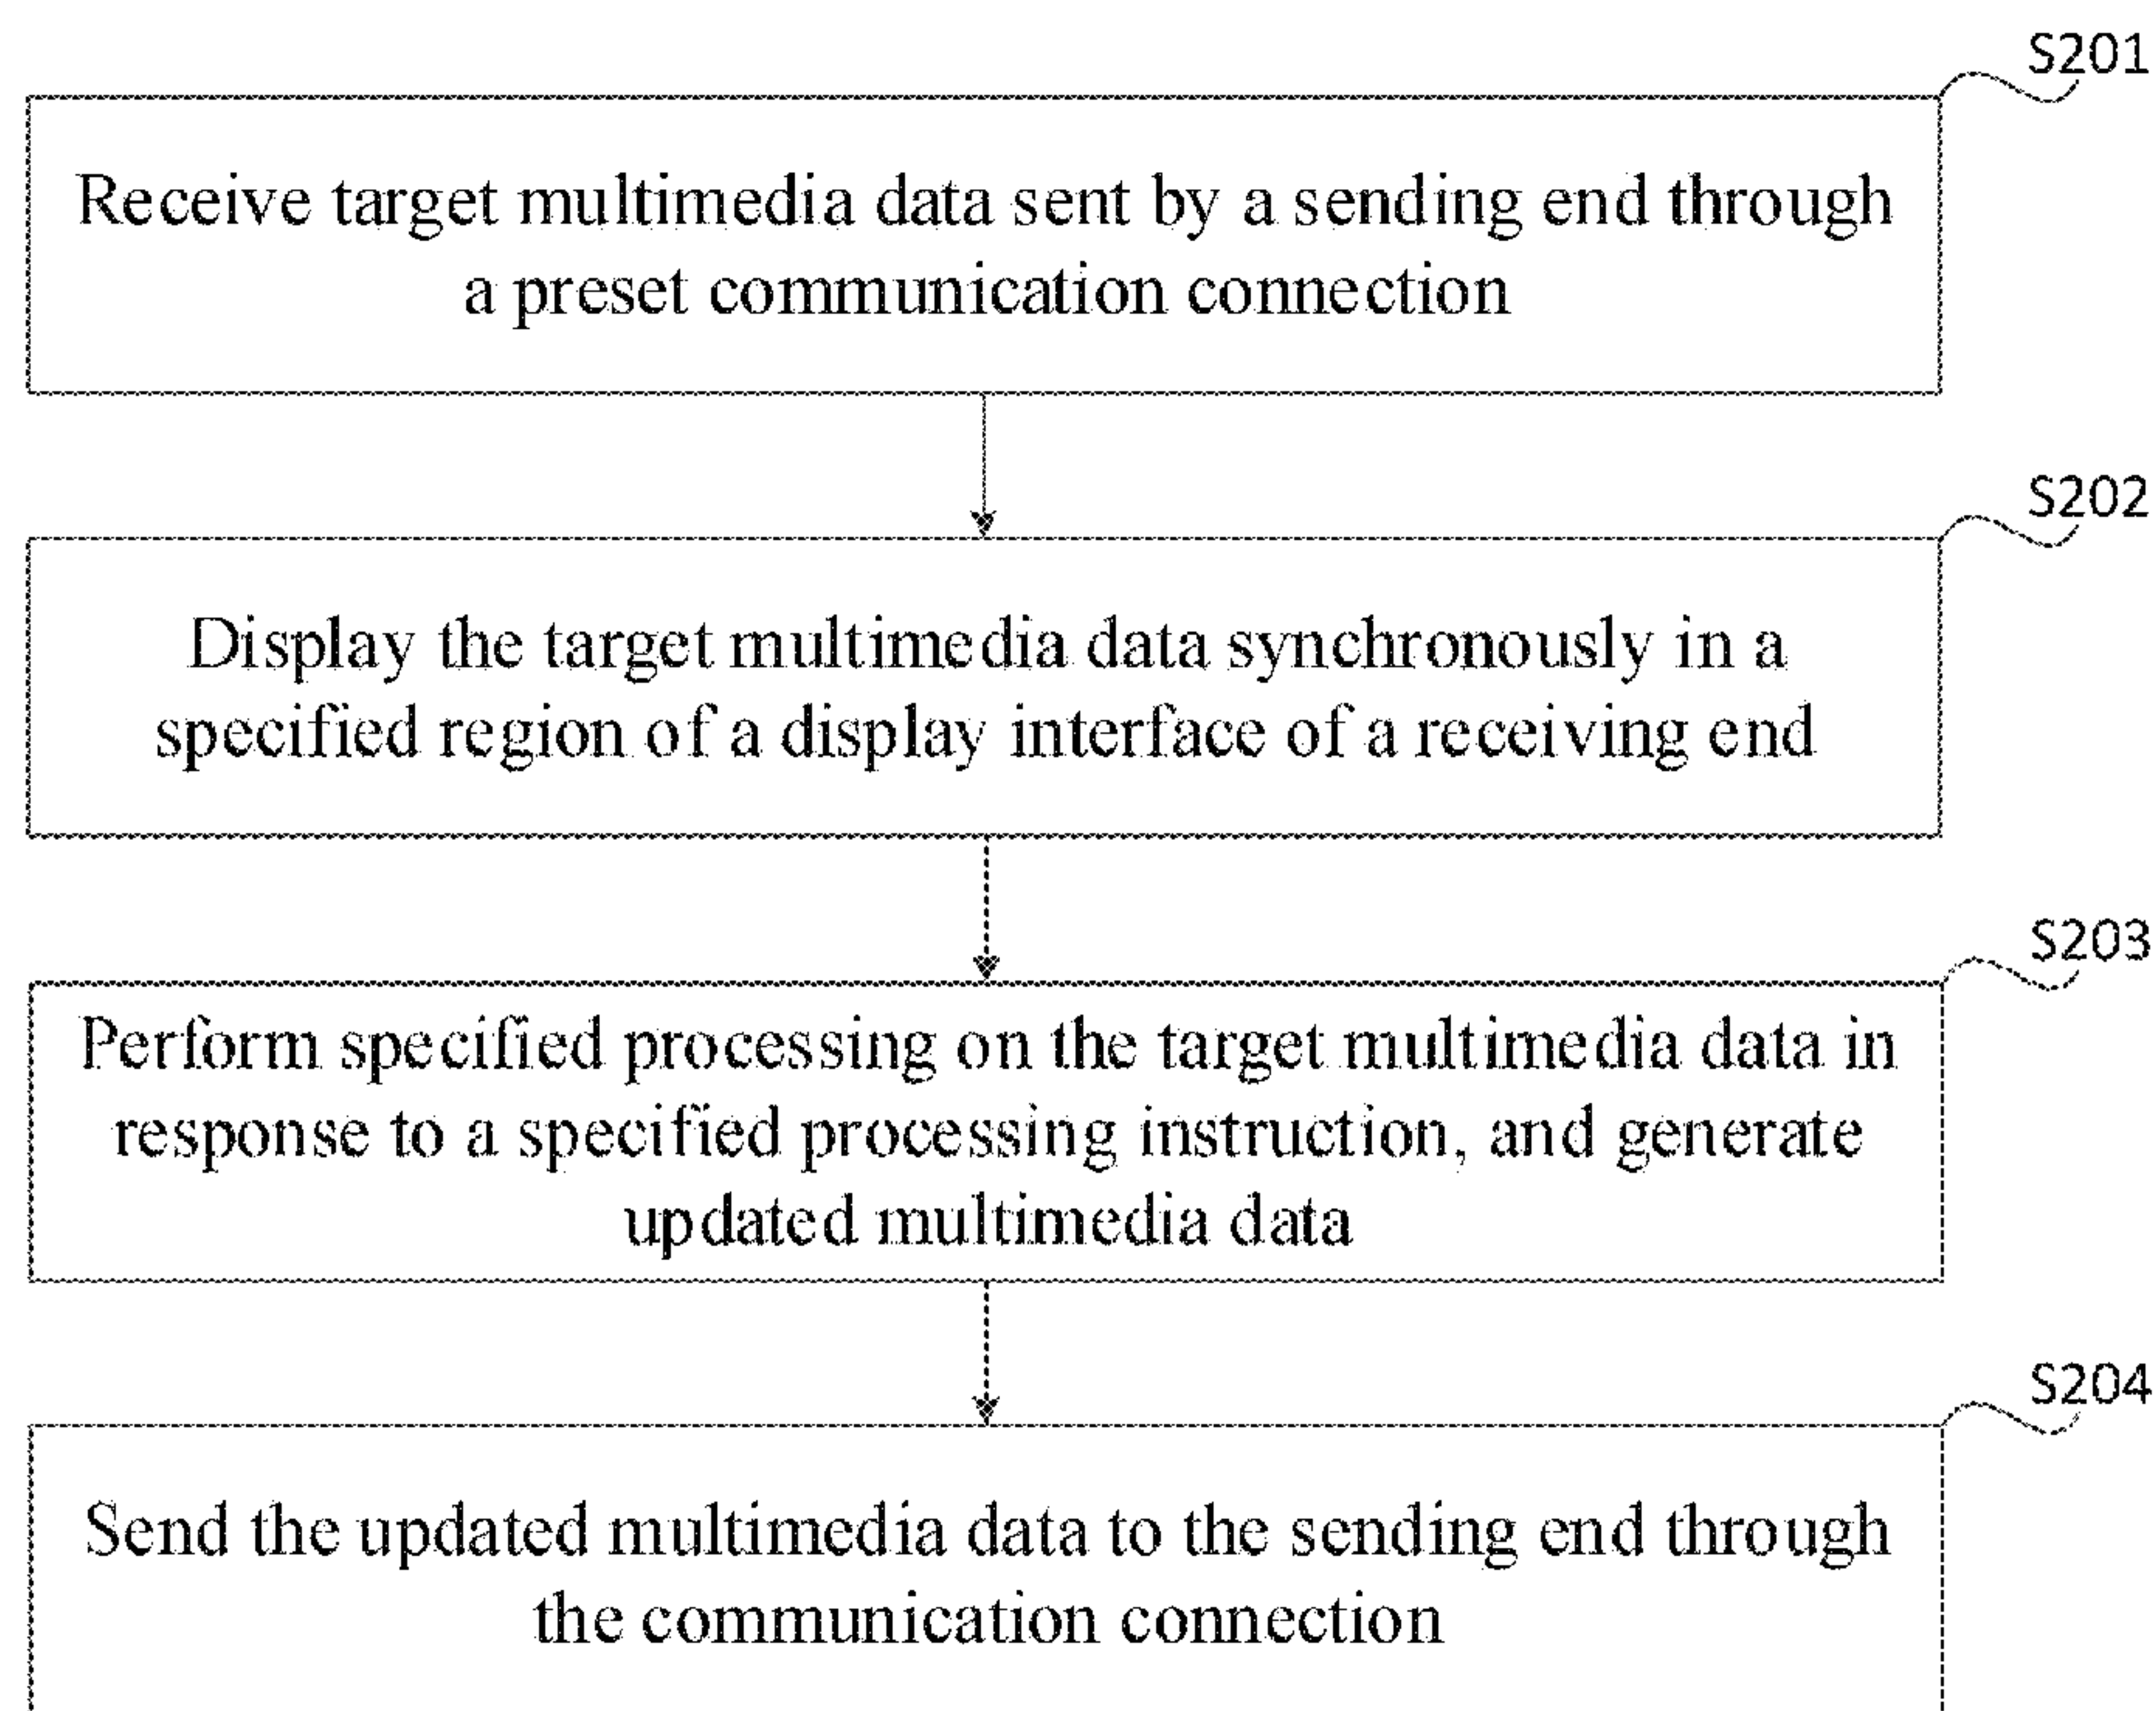 S201
Receive target multimedia data sent by a sending end through
a preset communication connection
S202
Display the target multimedia data synchronously in a
specified region of a display interface of a receiving end
S203
Perform specified processing on the target multimedia data in
response to a specified processing instruction, and generate
updated multimedia data
S204
Send the updated multimedia data to the sending end through
the communication connection